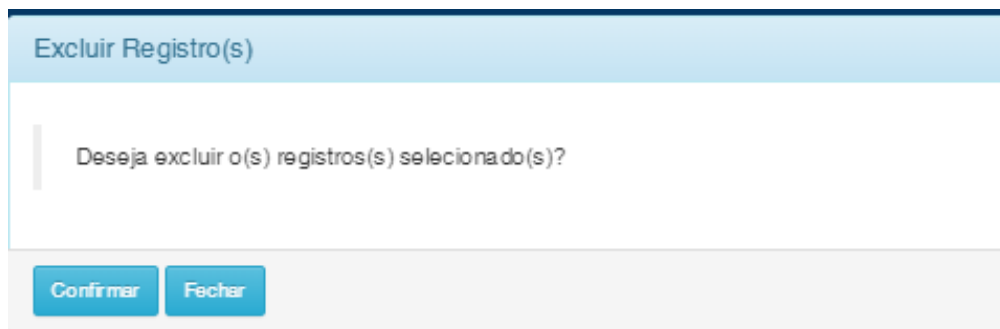 Excluir Registro(s)
Deseja excluir o(s) registros(s) selecionado(s)?
Confirmar Fechar